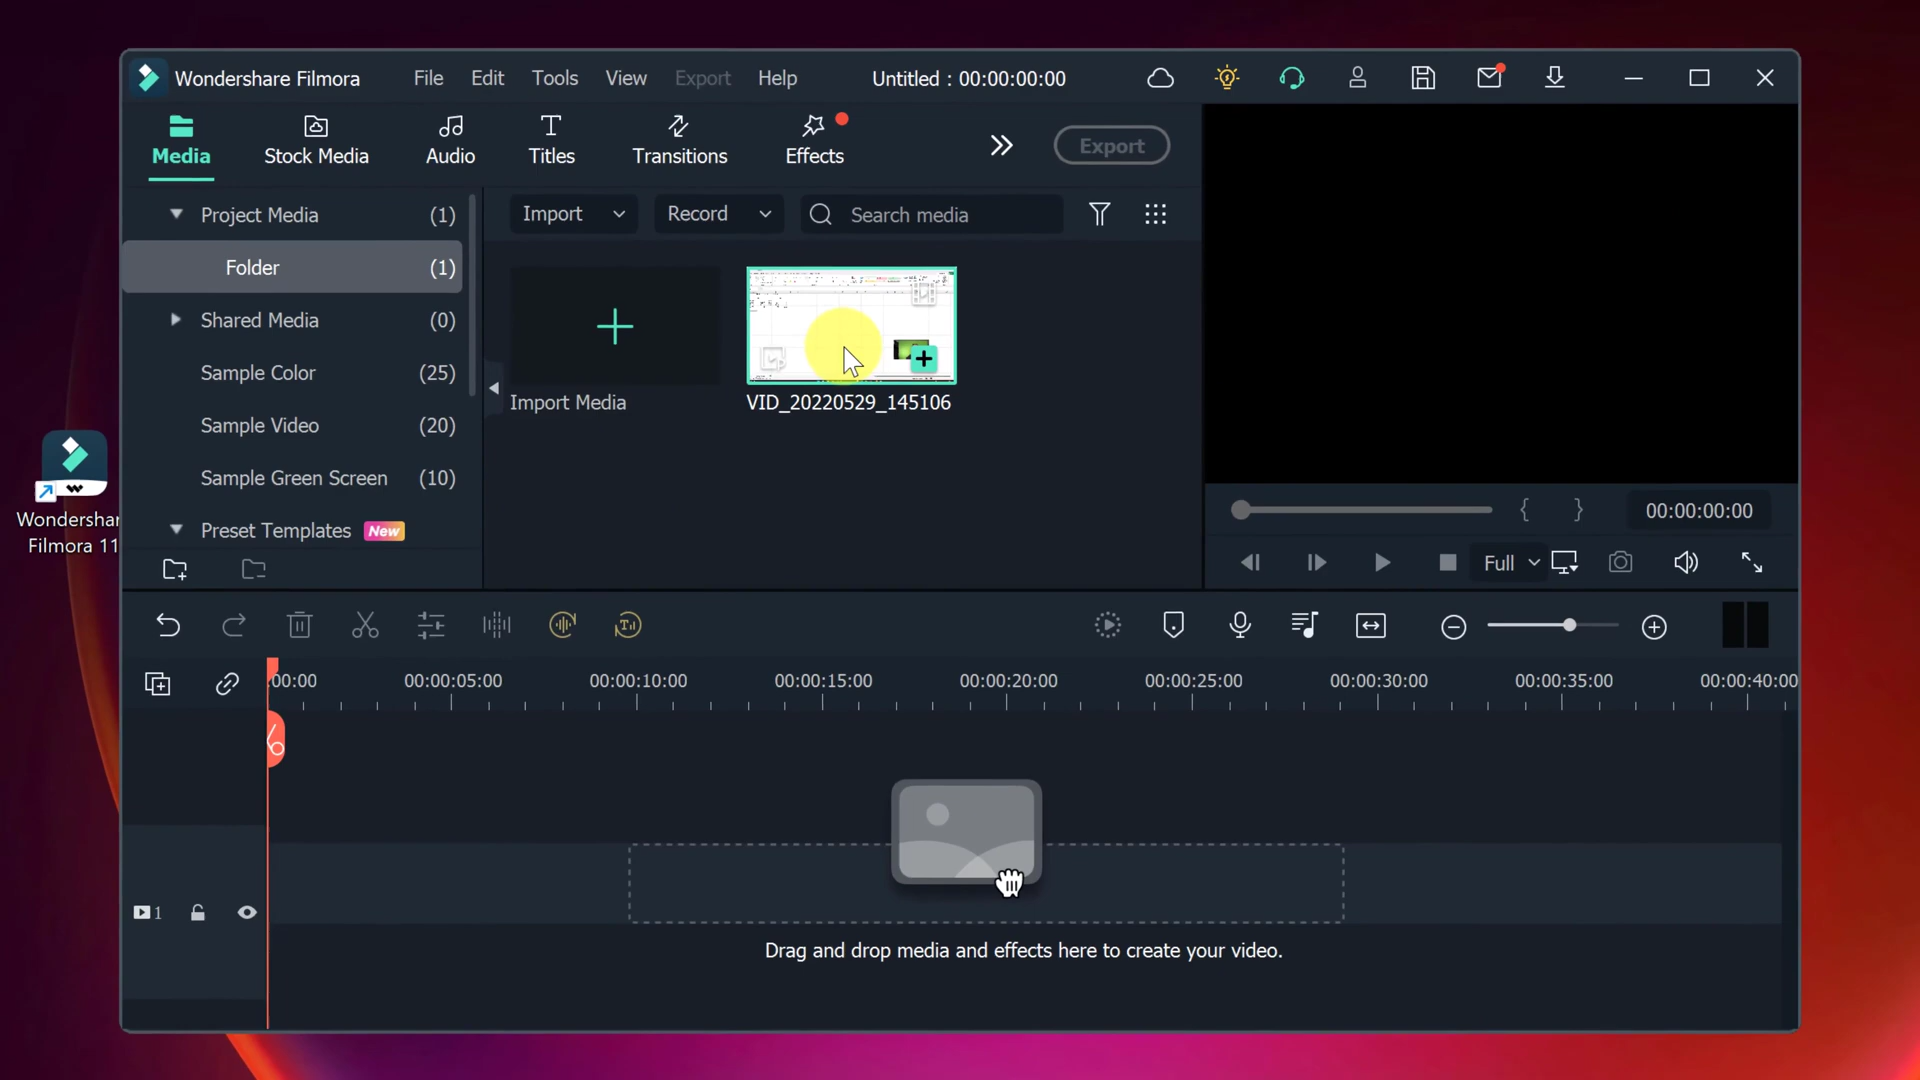 Wondershare Filmora File Edit Tools View Export Help Untitled : 00:00:00:00
Media Stock Media Audio Titles Transitions Effects Export
Project Media (1)
Folder (1)
Shared Media (0)
Sample Color (25)
Sample Video (20)
Sample Green Screen (10)
Preset Templates New
Import Record Search media
Import Media VID_20220529_145106
00:00:00:00
Full
Wondershar
Filmora 11
:00:00 00:00:05:00 00:00:10:00 00:00:15:00 00:00:20:00 00:00:25:00 00:00:30:00 00:00:35:00 00:00:40:00
1
Drag and drop media and effects here to create your video.